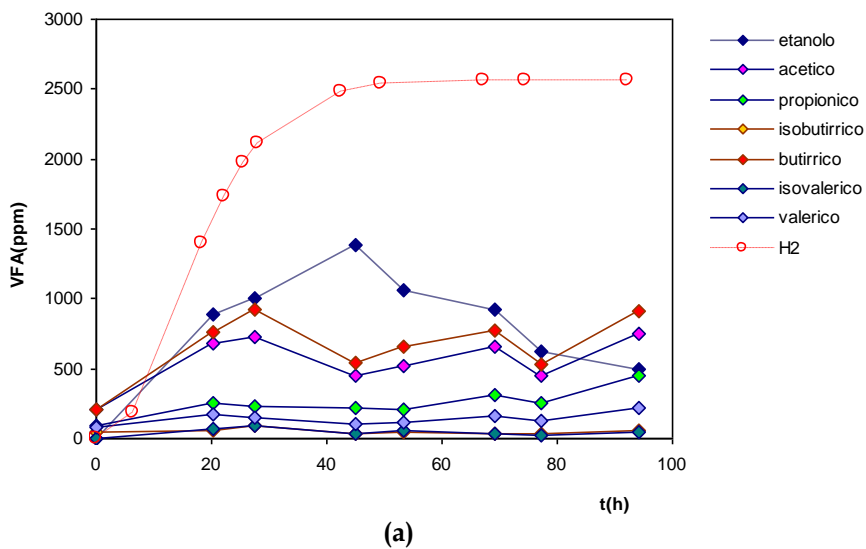 3000
2500
2000
1500
1000
500
0
VFA(ppm)
0 20 40 60 80 100
t(h)
etanolo
acetico
propionico
isobutirrico
butirrico
isovalerico
valerico
H2
(a)